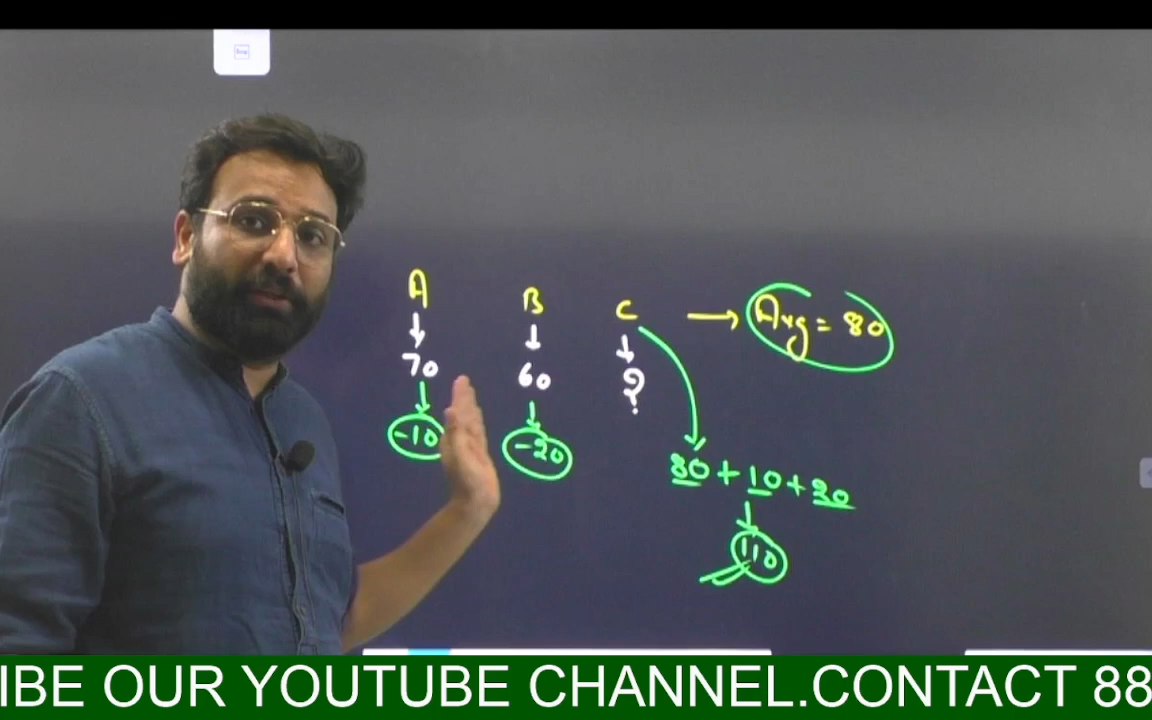 A B C → Avg = 80
70 60 ?
-10 -20
80 + 10 + 20
110
IBE OUR YOUTUBE CHANNEL.CONTACT 88